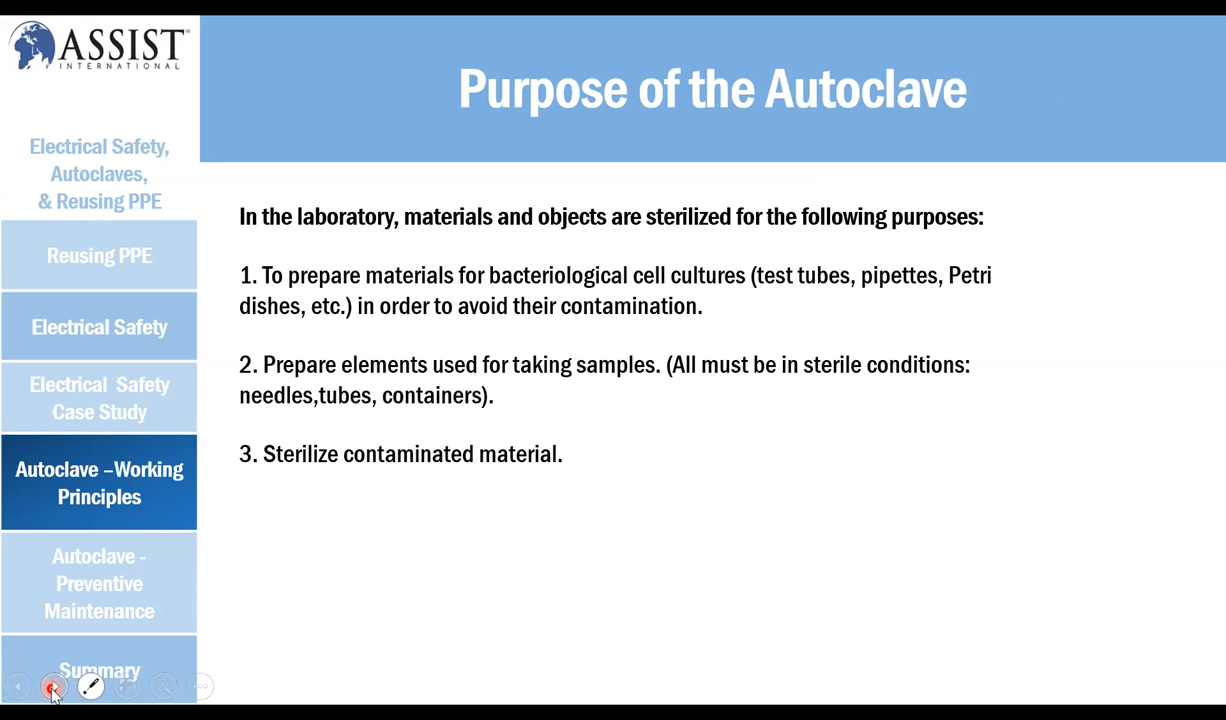 ASSIST
INTERNATIONAL
Purpose of the Autoclave
Electrical Safety,
Autoclaves,
& Reusing PPE
Reusing PPE
Electrical Safety
Electrical Safety
Case Study
Autoclave –Working
Principles
Autoclave -
Preventive
Maintenance
Summary
In the laboratory, materials and objects are sterilized for the following purposes:
1. To prepare materials for bacteriological cell cultures (test tubes, pipettes, Petri
dishes, etc.) in order to avoid their contamination.
2. Prepare elements used for taking samples. (All must be in sterile conditions:
needles,tubes, containers).
3. Sterilize contaminated material.